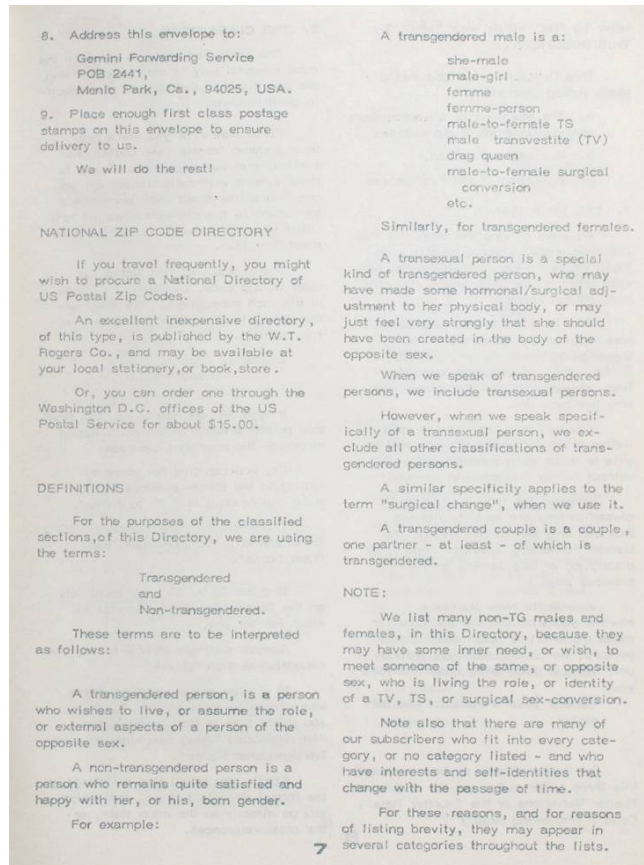 8. Address this envelope to:
Gemini Forwarding Service
POB 2441,
Menlo Park, Ca., 94025, USA.
9. Place enough first class postage
stamps on this envelope to ensure
delivery to us.
We will do the rest!
NATIONAL ZIP CODE DIRECTORY
If you travel frequently, you might
wish to procure a National Directory of
US Postal Zip Codes.
An excellent inexpensive directory,
of this type, is published by the W.T.
Rogers Co., and may be available at
your local stationery,or book,store.
Or, you can order one through the
Washington D.C. offices of the US
Postal Service for about $15.00.
DEFINITIONS
For the purposes of the classified
sections,of this Directory, we are using
the terms:
Transgendered
and
Non-transgendered.
These terms are to be interpreted
as follows:
A transgendered person, is a person
who wishes to live, or assume the role,
or external aspects of a person of the
opposite sex.
A non-transgendered person is a
person who remains quite satisfied and
happy with her, or his, born gender.
For example:
A transgendered male is a:
she-male
male-girl
femme
femme-person
male-to-female TS
male transvestite (TV)
drag queen
male-to-female surgical
conversion
etc.
Similarly, for transgendered females.
A transexual person is a special
kind of transgendered person, who may
have made some hormonal/surgical adj-
ustment to her physical body, or may
just feel very strongly that she should
have been created in the body of the
opposite sex.
When we speak of transgendered
persons, we include transexual persons.
However, when we speak specif-
ically of a transexual person, we ex-
clude all other classifications of trans-
gendered persons.
A similar specificity applies to the
term "surgical change", when we use it.
A transgendered couple is a couple,
one partner - at least - of which is
transgendered.
NOTE:
We list many non-TG males and
females, in this Directory, because they
may have some inner need, or wish, to
meet someone of the same, or opposite
sex, who is living the role, or identity
of a TV, TS, or surgical sex-conversion.
Note also that there are many of
our subscribers who fit into every cate-
gory, or no category listed - and who
have interests and self-identities that
change with the passage of time.
For these reasons, and for reasons
of listing brevity, they may appear in
several categories throughout the lists.
7